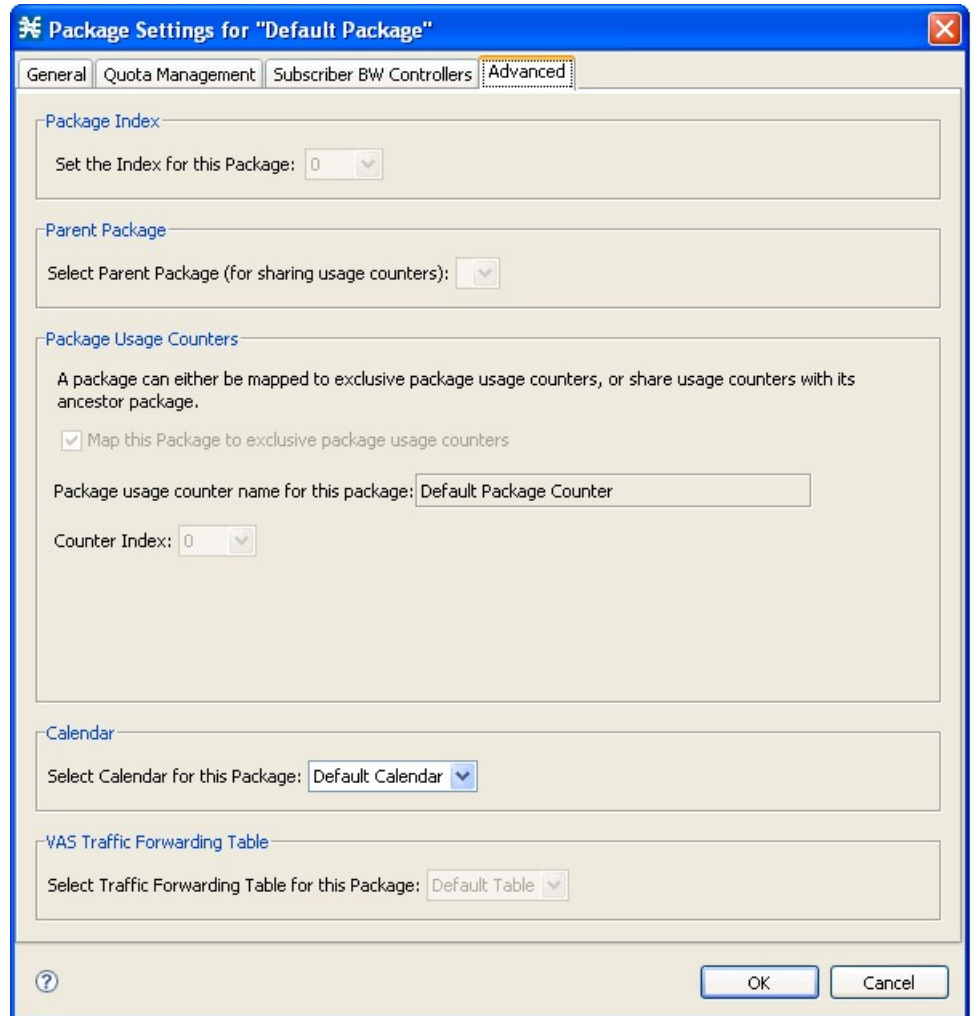 Package Settings for "Default Package"
General Quota Management Subscriber BW Controllers Advanced
Package Index
Set the Index for this Package: 0
Parent Package
Select Parent Package (for sharing usage counters):
Package Usage Counters
A package can either be mapped to exclusive package usage counters, or share usage counters with its
ancestor package.
Map this Package to exclusive package usage counters
Package usage counter name for this package: Default Package Counter
Counter Index: 0
Calendar
Select Calendar for this Package: Default Calendar
VAS Traffic Forwarding Table
Select Traffic Forwarding Table for this Package: Default Table
? OK Cancel